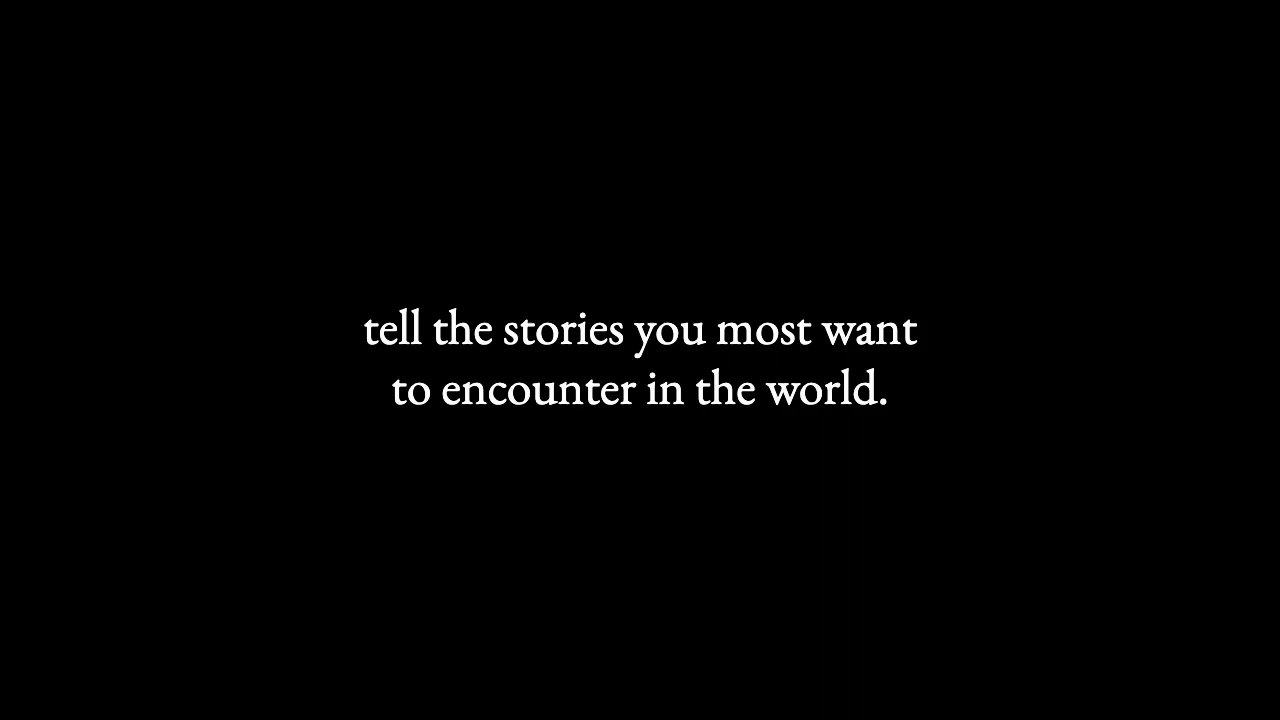 tell the stories you most want
to encounter in the world.